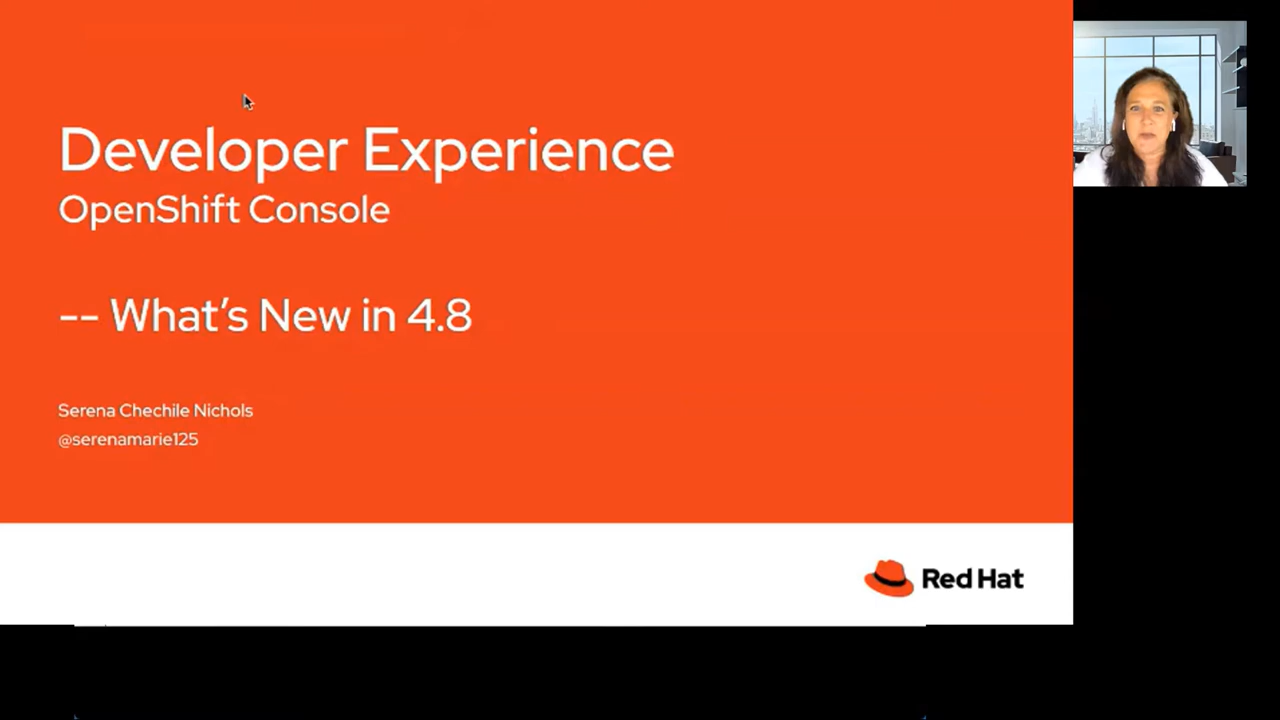 Developer Experience
OpenShift Console
-- What's New in 4.8
Serena Chechile Nichols
@serenamarie125
Red Hat